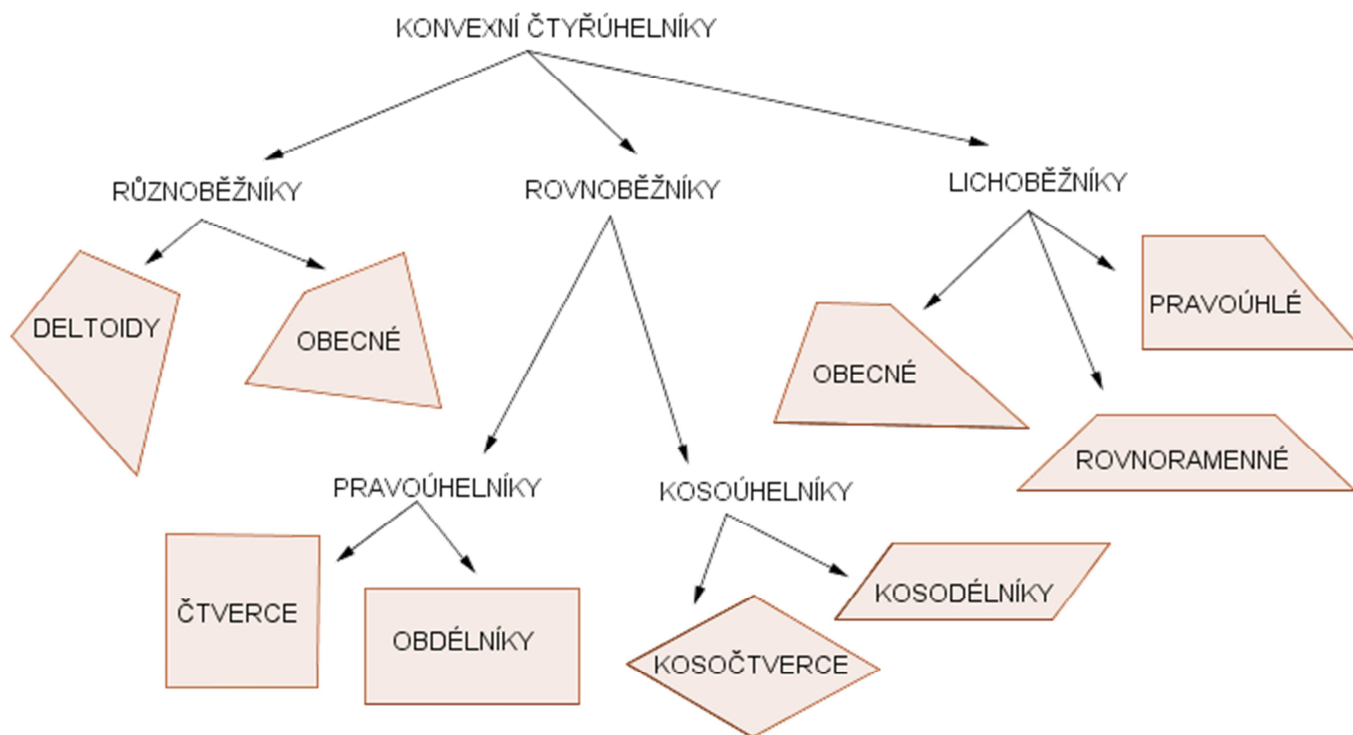 KONVEXNÍ ČTYŘÚHELNÍKY
RŮZNOBĚŽNÍKY
ROVNOBĚŽNÍKY
LICHOBĚŽNÍKY
DELTOIDY
OBECNÉ
OBECNÉ
PRAVOÚHLÉ
ROVNORAMENNÉ
PRAVOÚHELNÍKY
KOSOÚHELNÍKY
ČTVERCE
OBDÉLNÍKY
KOSOČTVERCE
KOSODÉLNÍKY